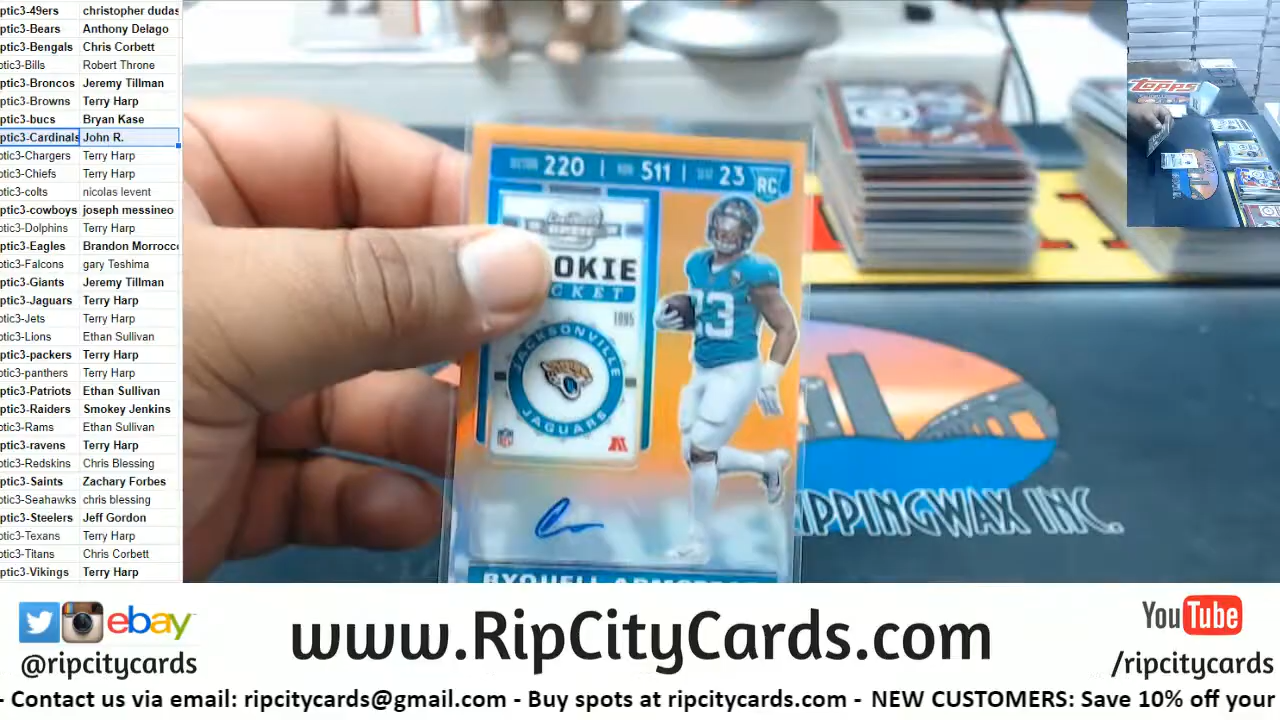 ptic3-49ers christopher dudas
ptic3-Bears Anthony Delago
ptic3-Bengals Chris Corbett
ptic3-Bills Robert Throne
ptic3-Broncos Jeremy Tillman
ptic3-Browns Terry Harp
ptic3-bucs Bryan Kase
ptic3-Cardinals John R.
ptic3-Chargers Terry Harp
ptic3-Chiefs Terry Harp
ptic3-colts nicolas levent
ptic3-cowboys joseph messineo
ptic3-Dolphins Terry Harp
ptic3-Eagles Brandon Morrocc
ptic3-Falcons gary Teshima
ptic3-Giants Jeremy Tillman
ptic3-Jaguars Terry Harp
ptic3-Jets Terry Harp
ptic3-Lions Ethan Sullivan
ptic3-packers Terry Harp
ptic3-panthers Terry Harp
ptic3-Patriots Ethan Sullivan
ptic3-Raiders Smokey Jenkins
ptic3-Rams Ethan Sullivan
ptic3-ravens Terry Harp
ptic3-Redskins Chris Blessing
ptic3-Saints Zachary Forbes
ptic3-Seahawks chris blessing
ptic3-Steelers Jeff Gordon
ptic3-Texans Terry Harp
ptic3-Titans Chris Corbett
ptic3-Vikings Terry Harp
220 | 511 | 23 RC
OKIE
CKET
1995
JACKSONVILLE
JAGUARS
NFL
23
RYQUELL ARMSTEAD
Topps
IPPINGWAX INC.
ebay
@ripcitycards
www.RipCityCards.com
YouTube
/ripcitycards
- Contact us via email: ripcitycards@gmail.com - Buy spots at ripcitycards.com - NEW CUSTOMERS: Save 10% off your